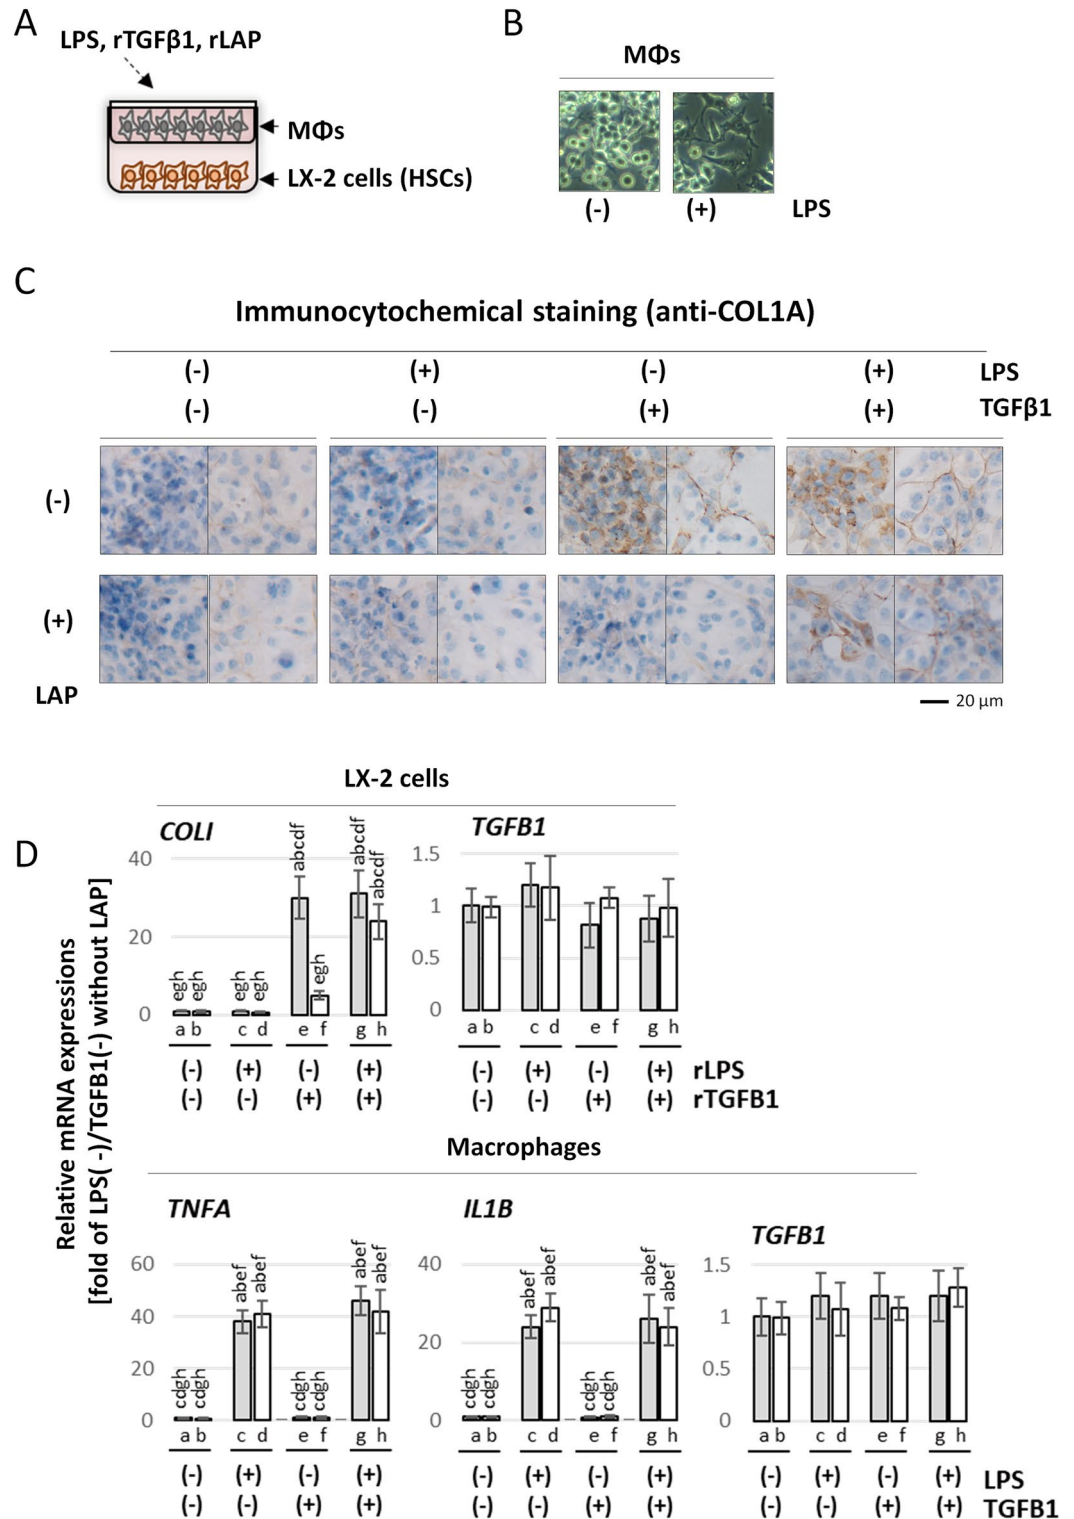 A
LPS, rTGFβ1, rLAP
MΦs
LX-2 cells (HSCs)
B
MΦs
(-) (+) LPS
C
Immunocytochemical staining (anti-COL1A)
(-) (+) (-) (+) LPS
(-) (-) (+) (+) TGFβ1
(-)
(+)
LAP
20 μm
D
Relative mRNA expressions
[fold of LPS( -)/TGFB1(-) without LAP]
LX-2 cells
COLI
40
20
0
egh egh egh egh abcdf egh abcdf abcdf
a b c d e f g h
(-) (+) (-) (+)
(-) (-) (+) (+)
TGFB1
1.5
1
0.5
0
a b c d e f g h
(-) (+) (-) (+) rLPS
(-) (-) (+) (+) rTGFB1
Macrophages
TNFA
60
40
20
0
cdgh cdgh abef abef cdgh cdgh abef abef
a b c d e f g h
(-) (+) (-) (+)
(-) (-) (+) (+)
IL1B
40
20
0
cdgh cdgh abef abef cdgh cdgh abef abef
a b c d e f g h
(-) (+) (-) (+)
(-) (-) (+) (+)
TGFB1
1.5
1
0.5
0
a b c d e f g h
(-) (+) (-) (+) LPS
(-) (-) (+) (+) TGFB1